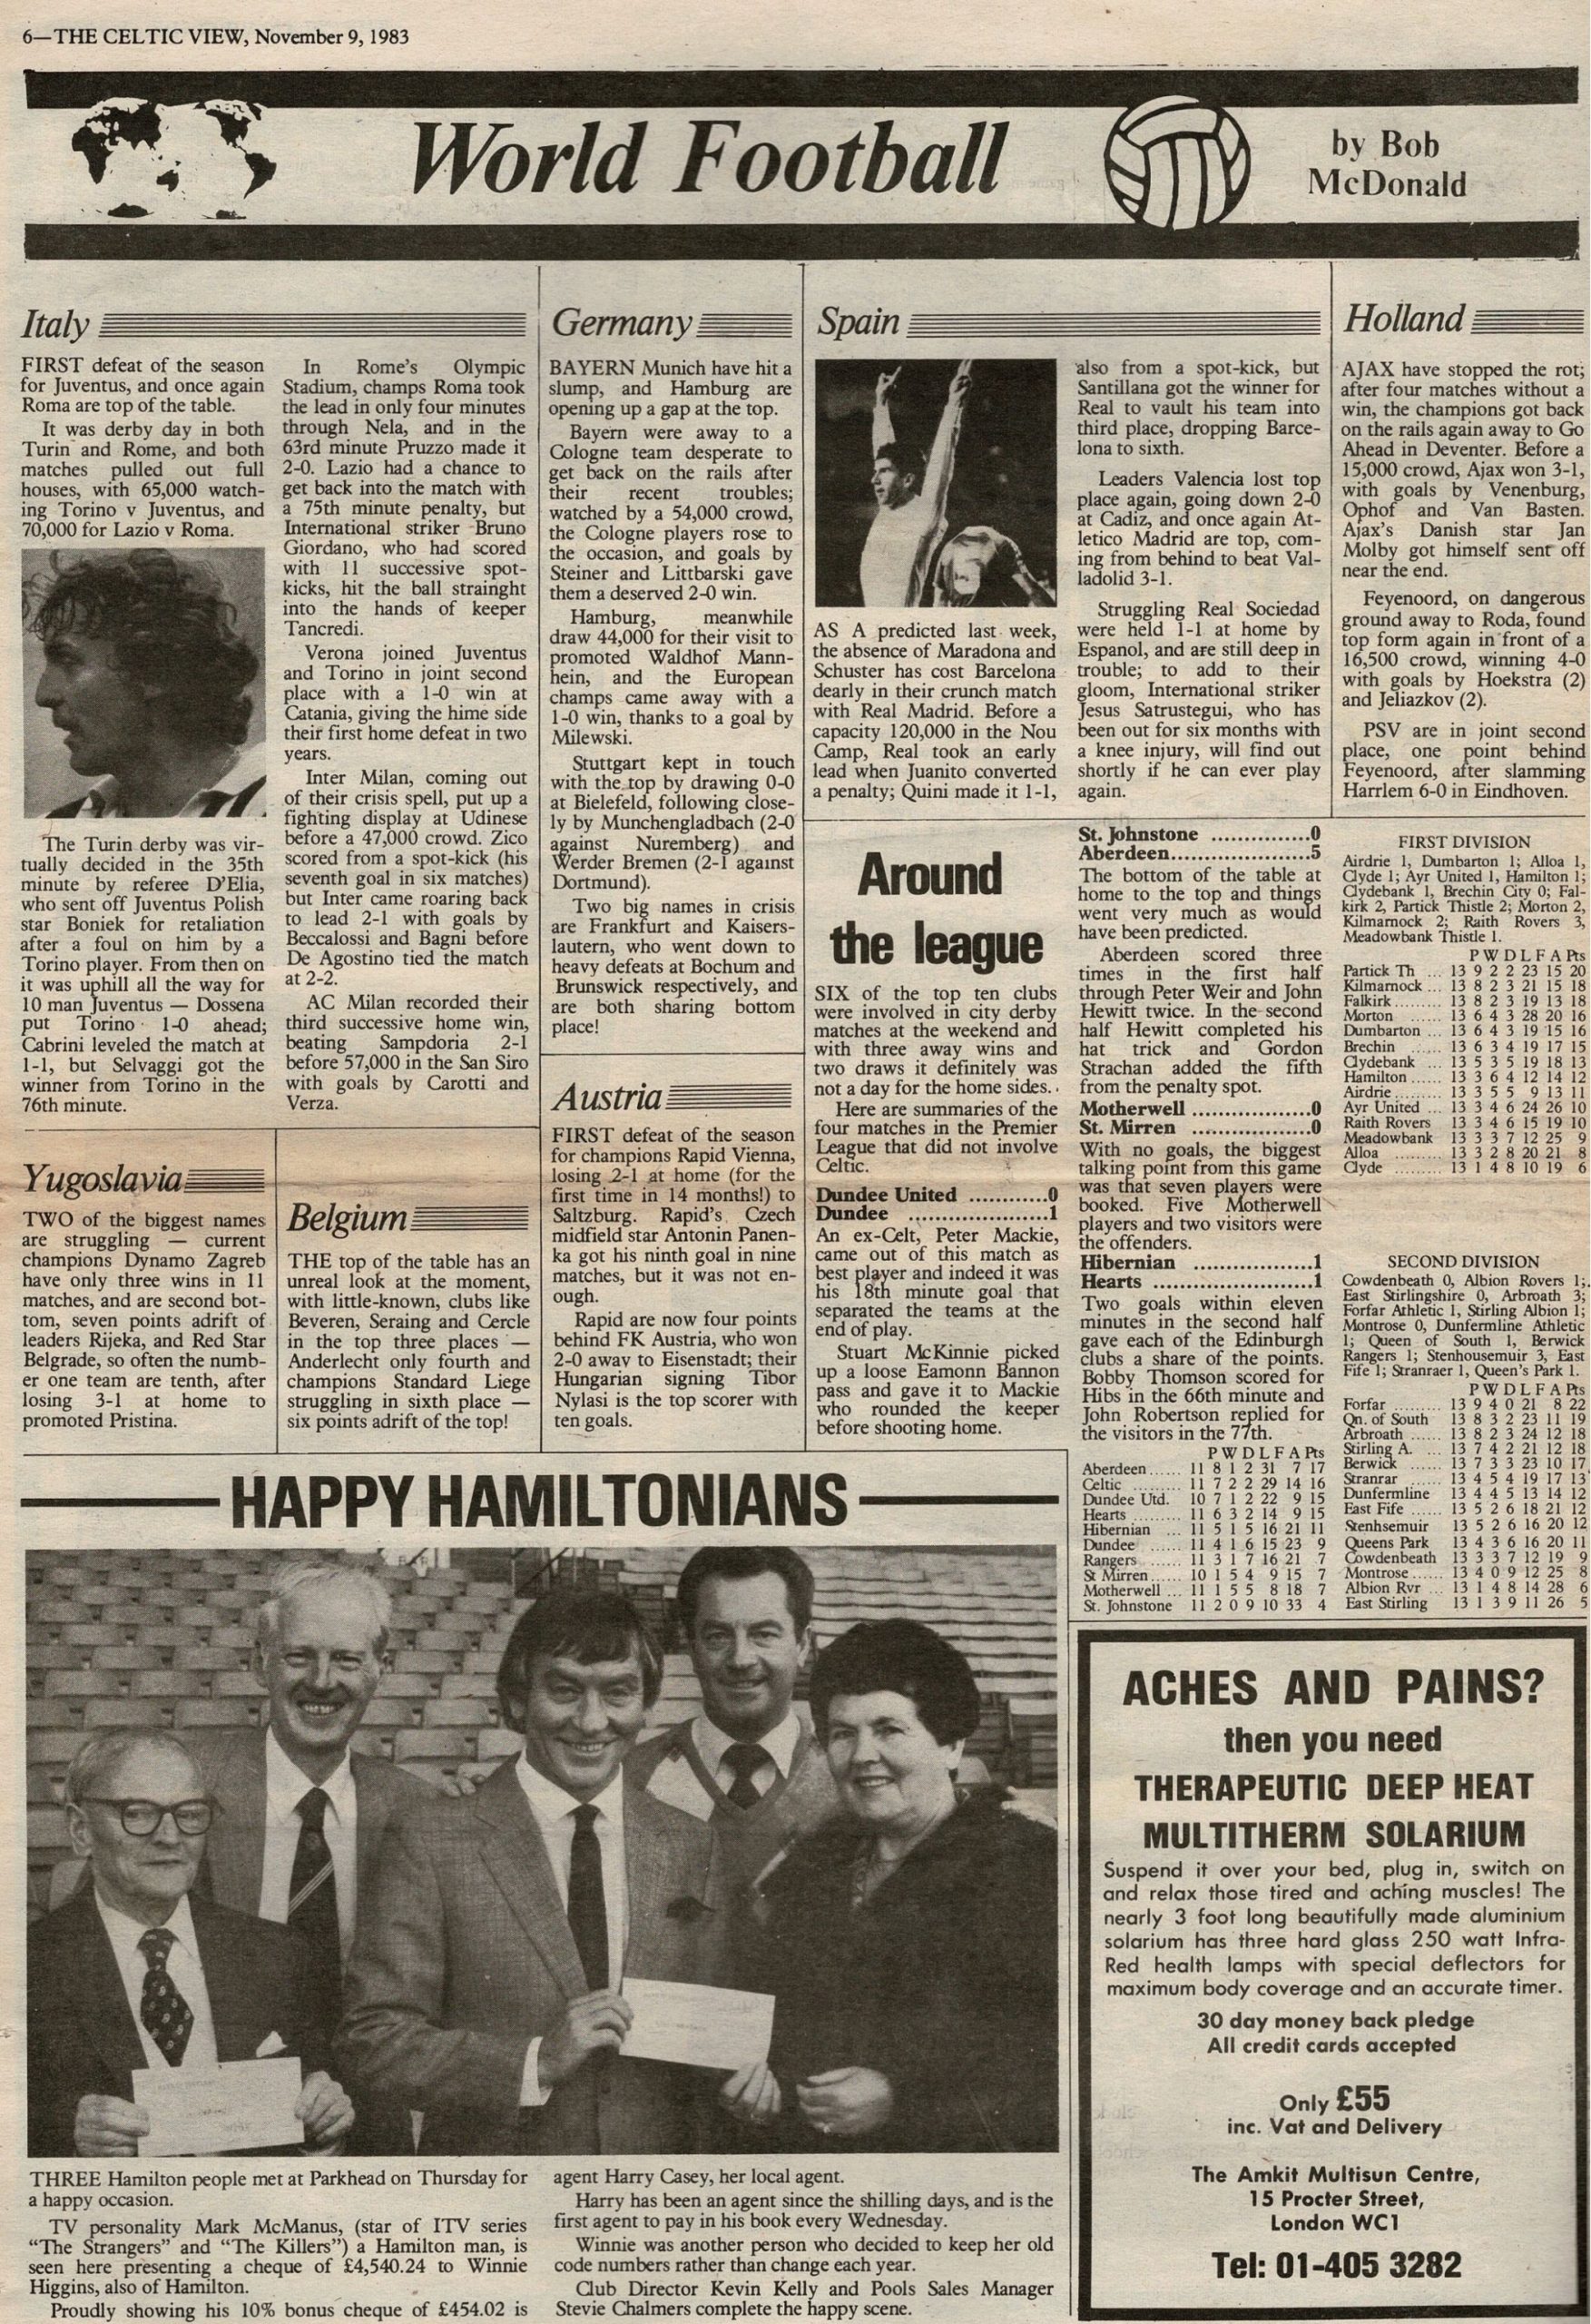 6—THE CELTIC VIEW, November 9, 1983
World Football
by Bob
McDonald
Italy
FIRST defeat of the season
for Juventus, and once again
Roma are top of the table.
It was derby day in both
Turin and Rome, and both
matches pulled out full
houses, with 65,000 watch-
ing Torino v Juventus, and
70,000 for Lazio v Roma.
The Turin derby was vir-
tually decided in the 35th
minute by referee D'Elia,
who sent off Juventus Polish
star Boniek for retaliation
after a foul on him by a
Torino player. From then on
it was uphill all the way for
10 man Juventus — Dossena
put Torino 1-0 ahead;
Cabrini leveled the match at
1-1, but Selvaggi got the
winner from Torino in the
76th minute.
In Rome's Olympic
Stadium, champs Roma took
the lead in only four minutes
through Nela, and in the
63rd minute Pruzzo made it
2-0. Lazio had a chance to
get back into the match with
a 75th minute penalty, but
International striker Bruno
Giordano, who had scored
with 11 successive spot-
kicks, hit the ball strainght
into the hands of keeper
Tancredi.
Verona joined Juventus
and Torino in joint second
place with a 1-0 win at
Catania, giving the hime side
their first home defeat in two
years.
Inter Milan, coming out
of their crisis spell, put up a
fighting display at Udinese
before a 47,000 crowd. Zico
scored from a spot-kick (his
seventh goal in six matches)
but Inter came roaring back
to lead 2-1 with goals by
Beccalossi and Bagni before
De Agostino tied the match
at 2-2.
AC Milan recorded their
third successive home win,
beating Sampdoria 2-1
before 57,000 in the San Siro
with goals by Carotti and
Verza.
Yugoslavia
TWO of the biggest names
are struggling — current
champions Dynamo Zagreb
have only three wins in 11
matches, and are second bot-
tom, seven points adrift of
leaders Rijeka, and Red Star
Belgrade, so often the numb-
er one team are tenth, after
losing 3-1 at home to
promoted Pristina.
Belgium
THE top of the table has an
unreal look at the moment,
with little-known, clubs like
Beveren, Seraing and Cercle
in the top three places —
Anderlecht only fourth and
champions Standard Liege
struggling in sixth place —
six points adrift of the top!
Germany
BAYERN Munich have hit a
slump, and Hamburg are
opening up a gap at the top.
Bayern were away to a
Cologne team desperate to
get back on the rails after
their recent troubles;
watched by a 54,000 crowd,
the Cologne players rose to
the occasion, and goals by
Steiner and Littbarski gave
them a deserved 2-0 win.
Hamburg, meanwhile
draw 44,000 for their visit to
promoted Waldhof Mann-
hein, and the European
champs came away with a
1-0 win, thanks to a goal by
Milewski.
Stuttgart kept in touch
with the top by drawing 0-0
at Bielefeld, following close-
ly by Munchengladbach (2-0
against Nuremberg) and
Werder Bremen (2-1 against
Dortmund).
Two big names in crisis
are Frankfurt and Kaisers-
lautern, who went down to
heavy defeats at Bochum and
Brunswick respectively, and
are both sharing bottom
place!
Austria
FIRST defeat of the season
for champions Rapid Vienna,
losing 2-1 at home (for the
first time in 14 months!) to
Saltzburg. Rapid's Czech
midfield star Antonin Panen-
ka got his ninth goal in nine
matches, but it was not en-
ough.
Rapid are now four points
behind FK Austria, who won
2-0 away to Eisenstadt; their
Hungarian signing Tibor
Nylasi is the top scorer with
ten goals.
Spain
AS A predicted last week,
the absence of Maradona and
Schuster has cost Barcelona
dearly in their crunch match
with Real Madrid. Before a
capacity 120,000 in the Nou
Camp, Real took an early
lead when Juanito converted
a penalty; Quini made it 1-1,
also from a spot-kick, but
Santillana got the winner for
Real to vault his team into
third place, dropping Barce-
lona to sixth.
Leaders Valencia lost top
place again, going down 2-0
at Cadiz, and once again At-
letico Madrid are top, com-
ing from behind to beat Val-
ladolid 3-1.
Struggling Real Sociedad
were held 1-1 at home by
Espanol, and are still deep in
trouble; to add to their
gloom, International striker
Jesus Satrustegui, who has
been out for six months with
a knee injury, will find out
shortly if he can ever play
again.
Holland
AJAX have stopped the rot;
after four matches without a
win, the champions got back
on the rails again away to Go
Ahead in Deventer. Before a
15,000 crowd, Ajax won 3-1,
with goals by Venenburg,
Ophof and Van Basten.
Ajax's Danish star Jan
Molby got himself sent off
near the end.
Feyenoord, on dangerous
ground away to Roda, found
top form again in front of a
16,500 crowd, winning 4-0
with goals by Hoekstra (2)
and Jeliazkov (2).
PSV are in joint second
place, one point behind
Feyenoord, after slamming
Harrlem 6-0 in Eindhoven.
Around
the league
SIX of the top ten clubs
were involved in city derby
matches at the weekend and
with three away wins and
two draws it definitely was
not a day for the home sides.
Here are summaries of the
four matches in the Premier
League that did not involve
Celtic.
Dundee United ............0
Dundee ......................1
An ex-Celt, Peter Mackie,
came out of this match as
best player and indeed it was
his 18th minute goal that
separated the teams at the
end of play.
Stuart McKinnie picked
up a loose Eamonn Bannon
pass and gave it to Mackie
who rounded the keeper
before shooting home.
St. Johnstone ...............0
Aberdeen.....................5
The bottom of the table at
home to the top and things
went very much as would
have been predicted.
Aberdeen scored three
times in the first half
through Peter Weir and John
Hewitt twice. In the second
half Hewitt completed his
hat trick and Gordon
Strachan added the fifth
from the penalty spot.
Motherwell ..................0
St. Mirren ...................0
With no goals, the biggest
talking point from this game
was that seven players were
booked. Five Motherwell
players and two visitors were
the offenders.
Hibernian ..................1
Hearts ........................1
Two goals within eleven
minutes in the second half
gave each of the Edinburgh
clubs a share of the points.
Bobby Thomson scored for
Hibs in the 66th minute and
John Robertson replied for
the visitors in the 77th.
P W D L F A Pts
Aberdeen...... 11 8 1 2 31 7 17
Celtic ......... 11 7 2 2 29 14 16
Dundee Utd. 10 7 1 2 22 9 15
Hearts ......... 11 6 3 2 14 9 15
Hibernian ... 11 5 1 5 16 21 11
Dundee ...... 11 4 1 6 15 23 9
Rangers ...... 11 3 1 7 16 21 7
St Mirren...... 10 1 5 4 9 15 7
Motherwell ... 11 1 5 5 8 18 7
St. Johnstone 11 2 0 9 10 33 4
FIRST DIVISION
Airdrie 1, Dumbarton 1; Alloa 1,
Clyde 1; Ayr United 1, Hamilton 1;
Clydebank 1, Brechin City 0; Fal-
kirk 2, Partick Thistle 2; Morton 2,
Kilmarnock 2; Raith Rovers 3,
Meadowbank Thistle 1.
P W D L F A Pts
Partick Th ... 13 9 2 2 23 15 20
Kilmarnock ... 13 8 2 3 21 15 18
Falkirk......... 13 8 2 3 19 13 18
Morton ...... 13 6 4 3 28 20 16
Dumbarton ... 13 6 4 3 19 15 16
Brechin ...... 13 6 3 4 19 17 15
Clydebank ... 13 5 3 5 19 18 13
Hamilton ...... 13 3 6 4 12 14 12
Airdrie......... 13 3 5 5 9 13 11
Ayr United ... 13 3 4 6 24 26 10
Raith Rovers 13 3 4 6 15 19 10
Meadowbank 13 3 3 7 12 25 9
Alloa ......... 13 3 2 8 20 21 8
Clyde ......... 13 1 4 8 10 19 6
SECOND DIVISION
Cowdenbeath 0, Albion Rovers 1;
East Stirlingshire 0, Arbroath 3;
Forfar Athletic 1, Stirling Albion 1;
Montrose 0, Dunfermline Athletic
1; Queen of South 1, Berwick
Rangers 1; Stenhousemuir 3, East
Fife 1; Stranraer 1, Queen's Park 1.
P W D L F A Pts
Forfar ......... 13 9 4 0 21 8 22
Qn. of South 13 8 3 2 23 11 19
Arbroath ...... 13 8 2 3 24 12 18
Stirling A. ... 13 7 4 2 21 12 18
Berwick ...... 13 7 3 3 23 10 17
Stranrar ...... 13 4 5 4 19 17 13
Dunfermline 13 4 4 5 13 14 12
East Fife ...... 13 5 2 6 18 21 12
Stenhsemuir 13 5 2 6 16 20 12
Queens Park 13 4 3 6 16 20 11
Cowdenbeath 13 3 3 7 12 19 9
Montrose...... 13 4 0 9 12 25 8
Albion Rvr ... 13 1 4 8 14 28 6
East Stirling 13 1 3 9 11 26 5
HAPPY HAMILTONIANS
THREE Hamilton people met at Parkhead on Thursday for
a happy occasion.
TV personality Mark McManus, (star of ITV series
“The Strangers” and “The Killers”) a Hamilton man, is
seen here presenting a cheque of £4,540.24 to Winnie
Higgins, also of Hamilton.
Proudly showing his 10% bonus cheque of £454.02 is
agent Harry Casey, her local agent.
Harry has been an agent since the shilling days, and is the
first agent to pay in his book every Wednesday.
Winnie was another person who decided to keep her old
code numbers rather than change each year.
Club Director Kevin Kelly and Pools Sales Manager
Stevie Chalmers complete the happy scene.
ACHES AND PAINS?
then you need
THERAPEUTIC DEEP HEAT
MULTITHERM SOLARIUM
Suspend it over your bed, plug in, switch on
and relax those tired and aching muscles! The
nearly 3 foot long beautifully made aluminium
solarium has three hard glass 250 watt Infra-
Red health lamps with special deflectors for
maximum body coverage and an accurate timer.
30 day money back pledge
All credit cards accepted
Only £55
inc. Vat and Delivery
The Amkit Multisun Centre,
15 Procter Street,
London WC1
Tel: 01-405 3282